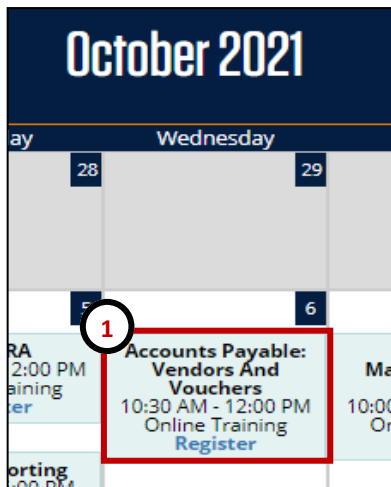 October 2021
ay
Wednesday
28
29
5
6
1
RA
2:00 PM
aining
ter
Accounts Payable:
Vendors And
Vouchers
10:30 AM - 12:00 PM
Online Training
Register
Ma
10:00
Or
orting